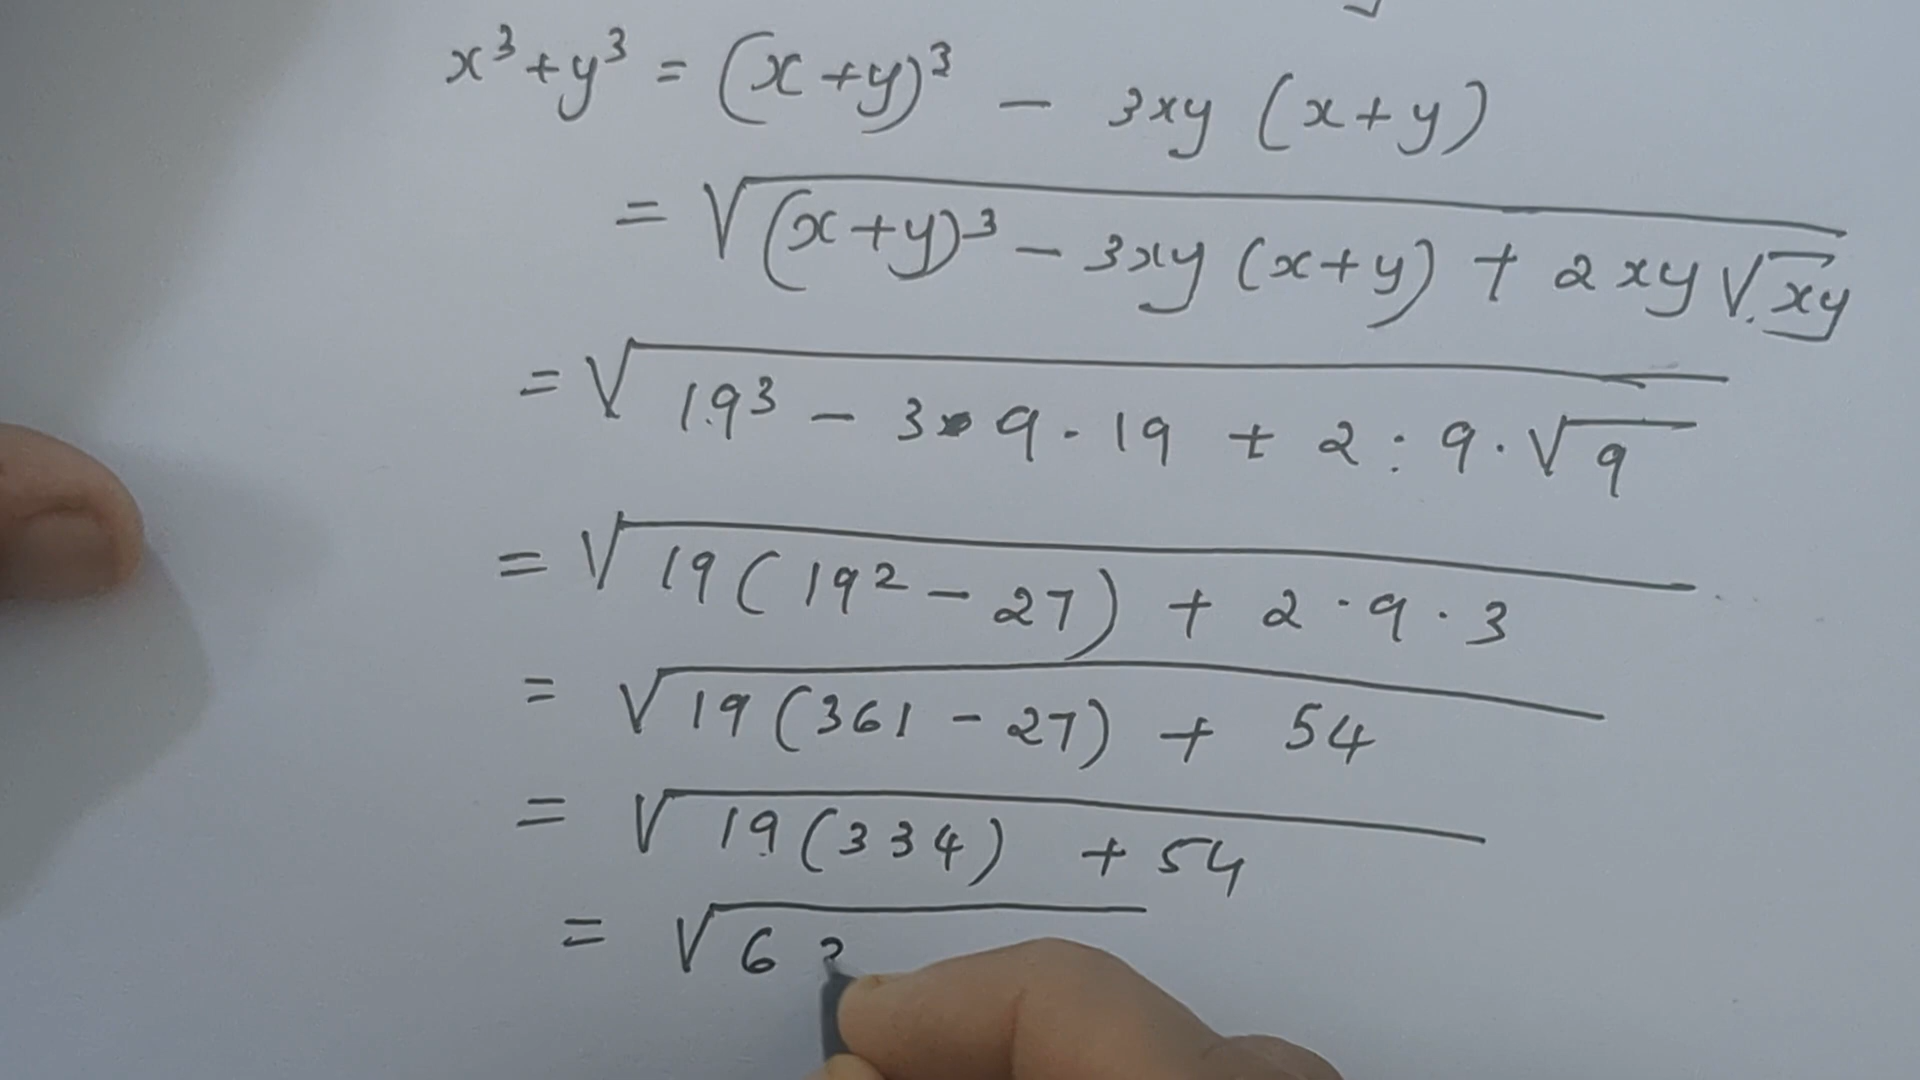 x³+y³ = (x+y)³ - 3xy (x+y)
= √((x+y)³ - 3xy (x+y) + 2xy√xy)
= √(19³ - 3·9·19 + 2·9·√9)
= √(19(19² - 27) + 2·9·3)
= √(19(361 - 27) + 54)
= √(19(334) + 54)
= √6